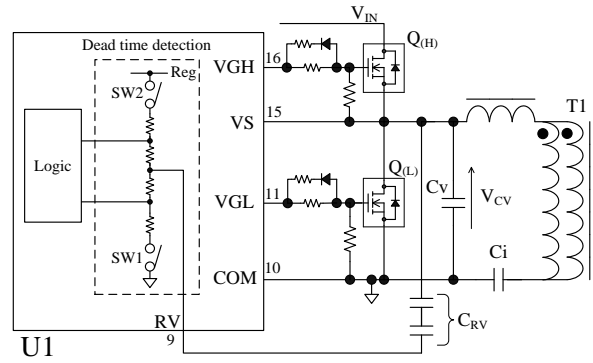 V_IN
Dead time detection
Q_(H)
16
VGH
Reg
SW2
15
VS
T1
Logic
Q_(L)
Cv
V_CV
11
VGL
SW1
10
COM
Ci
C_RV
RV
9
U1